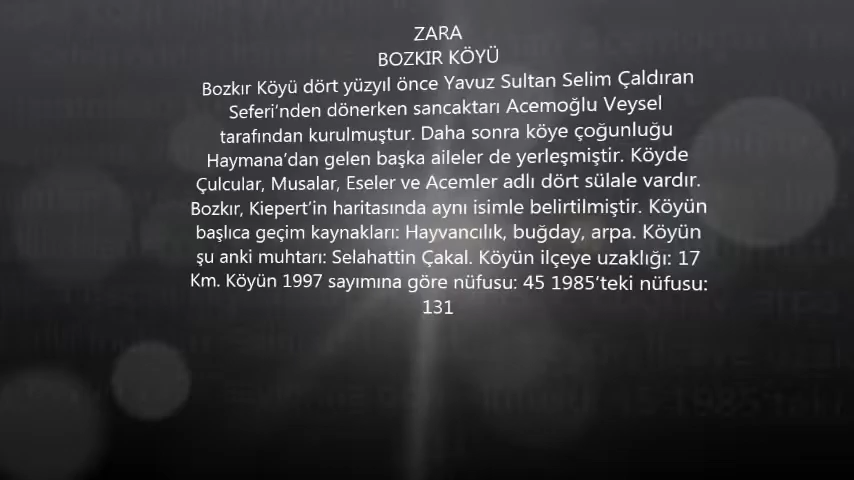 ZARA
BOZKIR KÖYÜ
Bozkır Köyü dört yüzyıl önce Yavuz Sultan Selim Çaldıran
Seferi’nden dönerken sancaktarı Acemoğlu Veysel
tarafından kurulmuştur. Daha sonra köye çoğunluğu
Haymana’dan gelen başka aileler de yerleşmiştir. Köyde
Çulcular, Musalar, Eseler ve Acemler adlı dört sülale vardır.
Bozkır, Kiepert’in haritasında aynı isimle belirtilmiştir. Köyün
başlıca geçim kaynakları: Hayvancılık, buğday, arpa. Köyün
şu anki muhtarı: Selahattin Çakal. Köyün ilçeye uzaklığı: 17
Km. Köyün 1997 sayımına göre nüfusu: 45 1985’teki nüfusu:
131